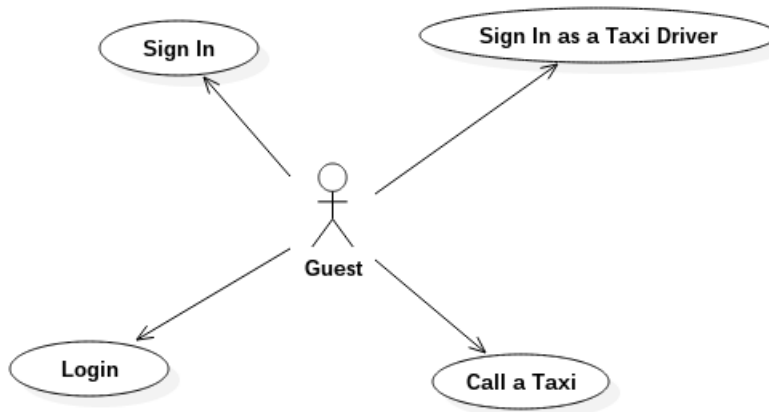 Sign In
Sign In as a Taxi Driver
Guest
Login
Call a Taxi